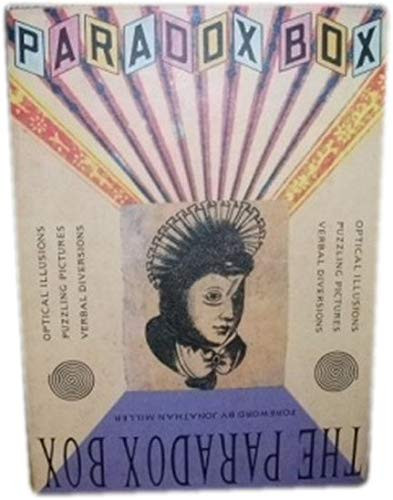 PARADOX BOX
OPTICAL ILLUSIONS
PUZZLING PICTURES
VERBAL DIVERSIONS
OPTICAL ILLUSIONS
PUZZLING PICTURES
VERBAL DIVERSIONS
FOREWORD BY JONATHAN MILLER
THE PARADOX BOX